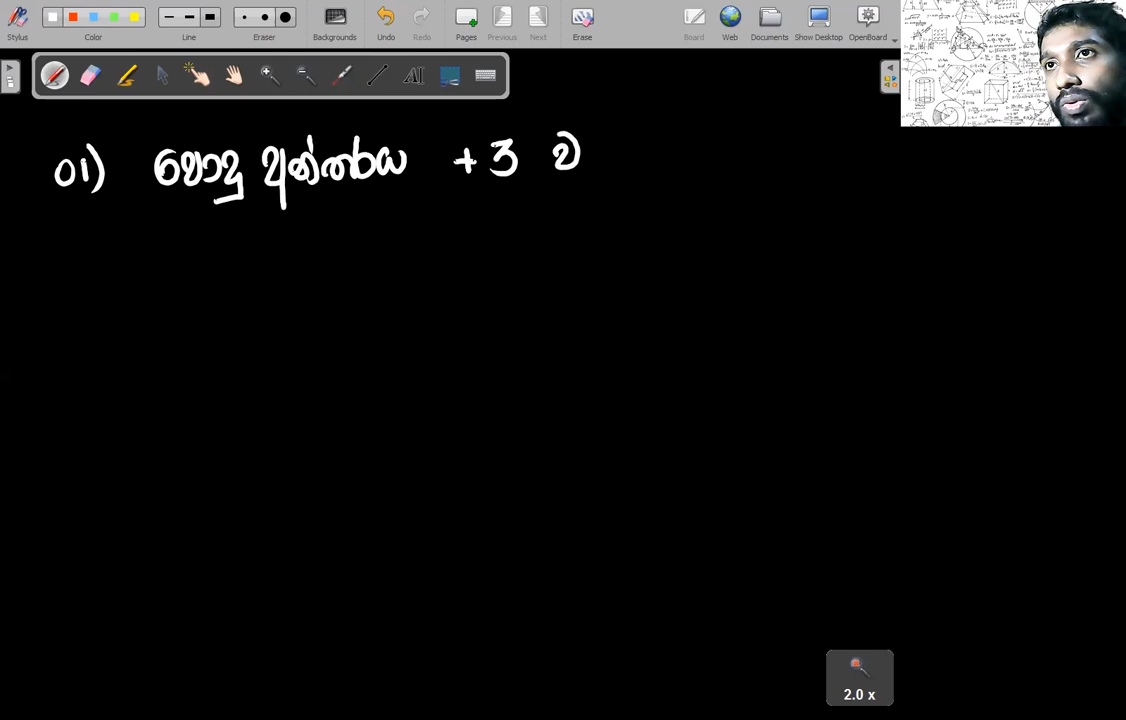 Stylus
Color
Line
Eraser
Backgrounds
Undo
Redo
Pages
Previous
Next
Erase
Board
Web
Documents
Show Desktop
OpenBoard
01) පොදු අන්තරය +3 ව
2.0 x